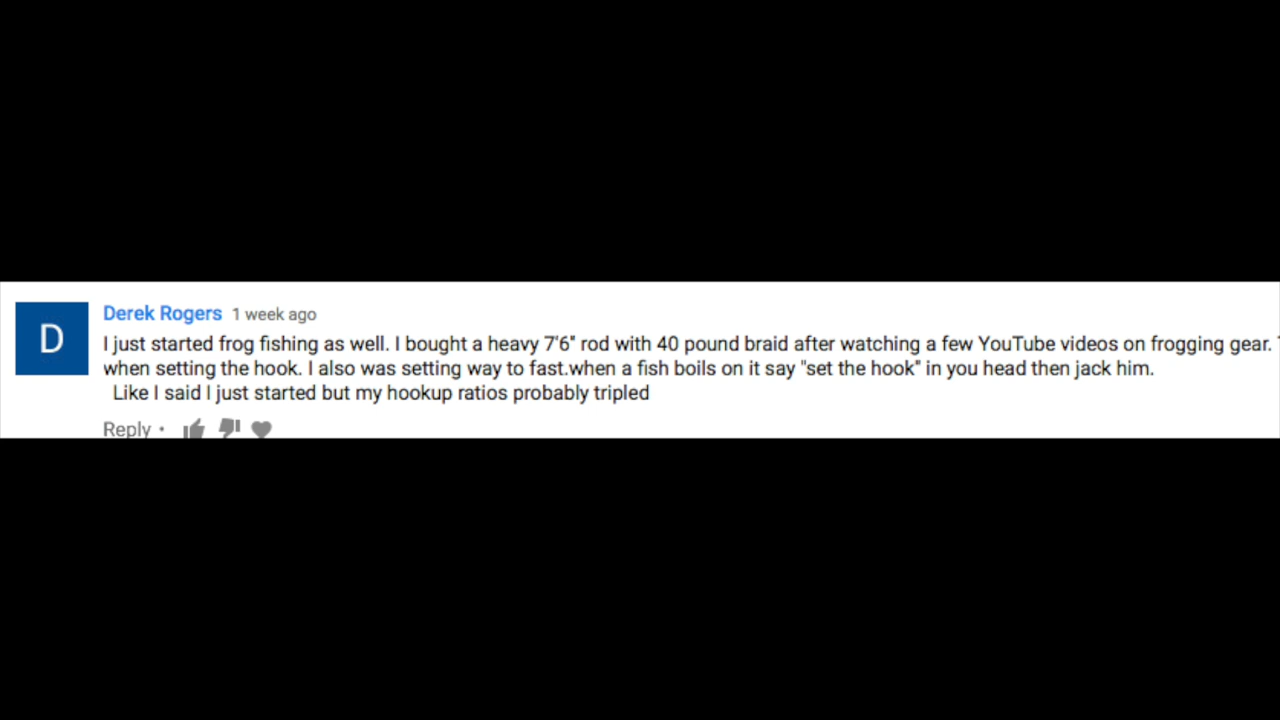 D
Derek Rogers 1 week ago
I just started frog fishing as well. I bought a heavy 7'6" rod with 40 pound braid after watching a few YouTube videos on frogging gear.
when setting the hook. I also was setting way to fast.when a fish boils on it say "set the hook" in you head then jack him.
Like I said I just started but my hookup ratios probably tripled
Reply •